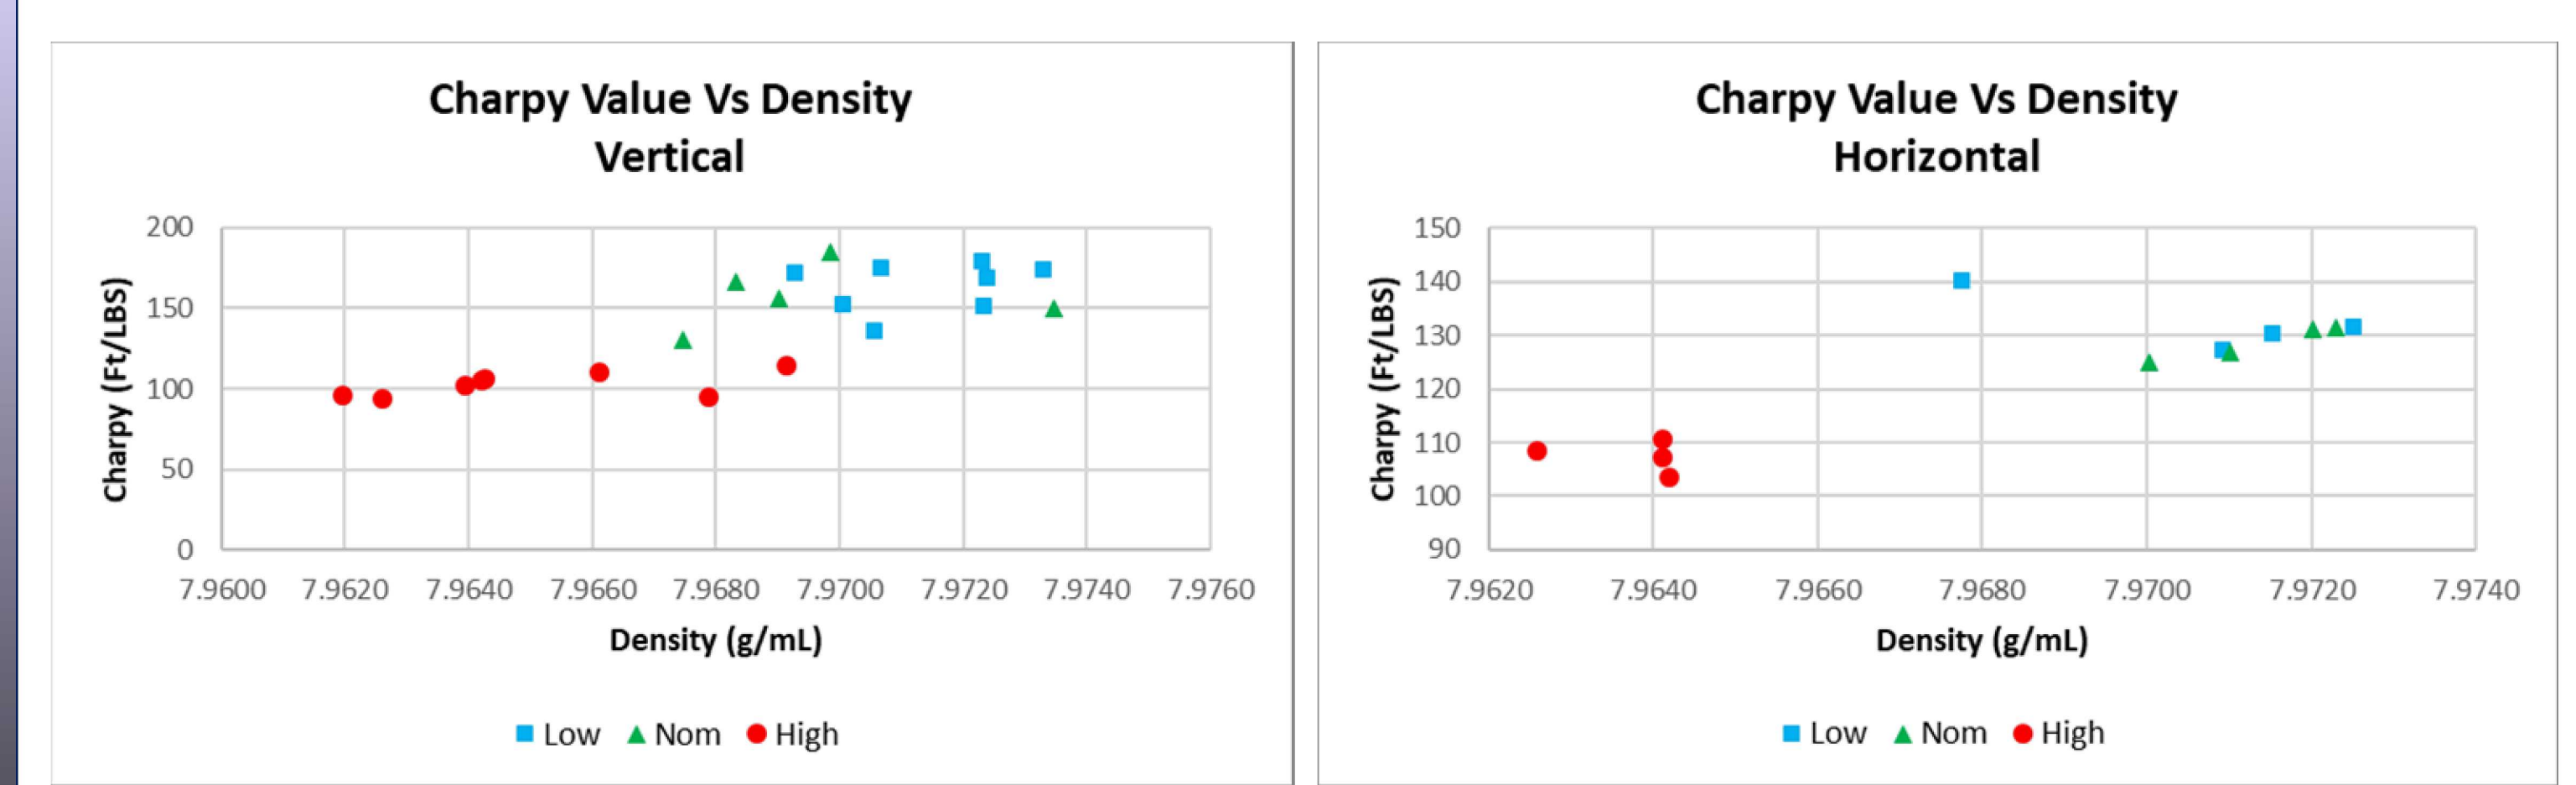 Charpy Value Vs Density
Vertical
200
150
100
50
0
Charpy (Ft/LBS)
7.9600 7.9620 7.9640 7.9660 7.9680 7.9700 7.9720 7.9740 7.9760
Density (g/mL)
Low Nom High
Charpy Value Vs Density
Horizontal
150
140
130
120
110
100
90
Charpy (Ft/LBS)
7.9620 7.9640 7.9660 7.9680 7.9700 7.9720 7.9740
Density (g/mL)
Low Nom High